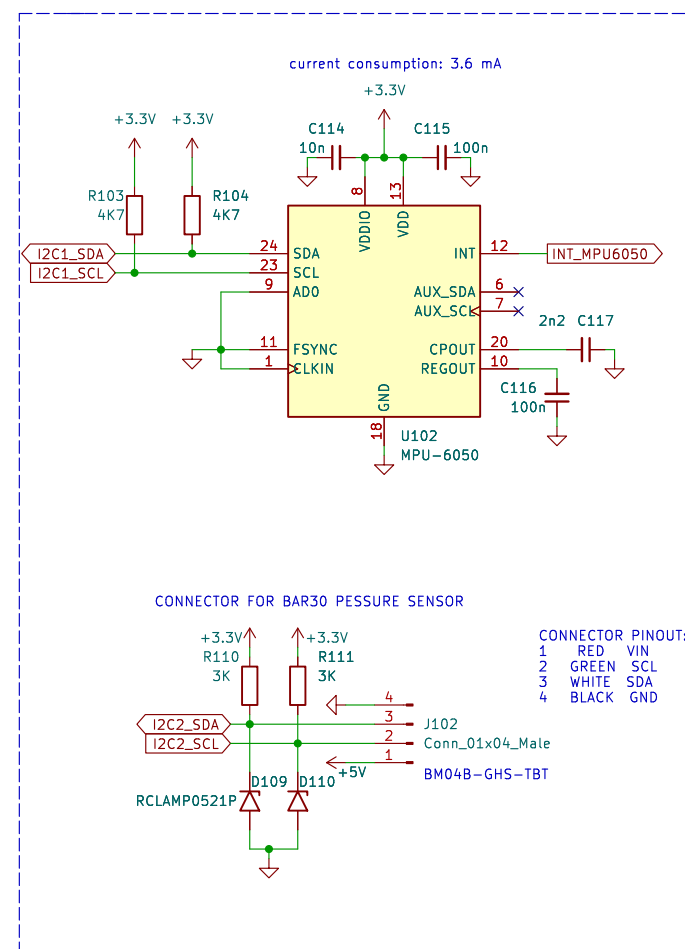 current consumption: 3.6 mA
+3.3V
+3.3V +3.3V
C114 C115
10n 100n
R103 R104
4K7 4K7
8 13
VDDIO VDD
I2C1_SDA 24 SDA INT 12 INT_MPU6050
I2C1_SCL 23 SCL
9 AD0 AUX_SDA 6
AUX_SCL 7
2n2 C117
11 FSYNC CPOUT 20
1 CLKIN REGOUT 10
C116
100n
GND
18
U102
MPU-6050
CONNECTOR FOR BAR30 PESSURE SENSOR
+3.3V +3.3V
R110 R111
3K 3K
CONNECTOR PINOUT:
1 RED VIN
2 GREEN SCL
3 WHITE SDA
4 BLACK GND
4
I2C2_SDA 3 J102
I2C2_SCL 2 Conn_01x04_Male
1
+5V BM04B-GHS-TBT
D109 D110
RCLAMP0521P